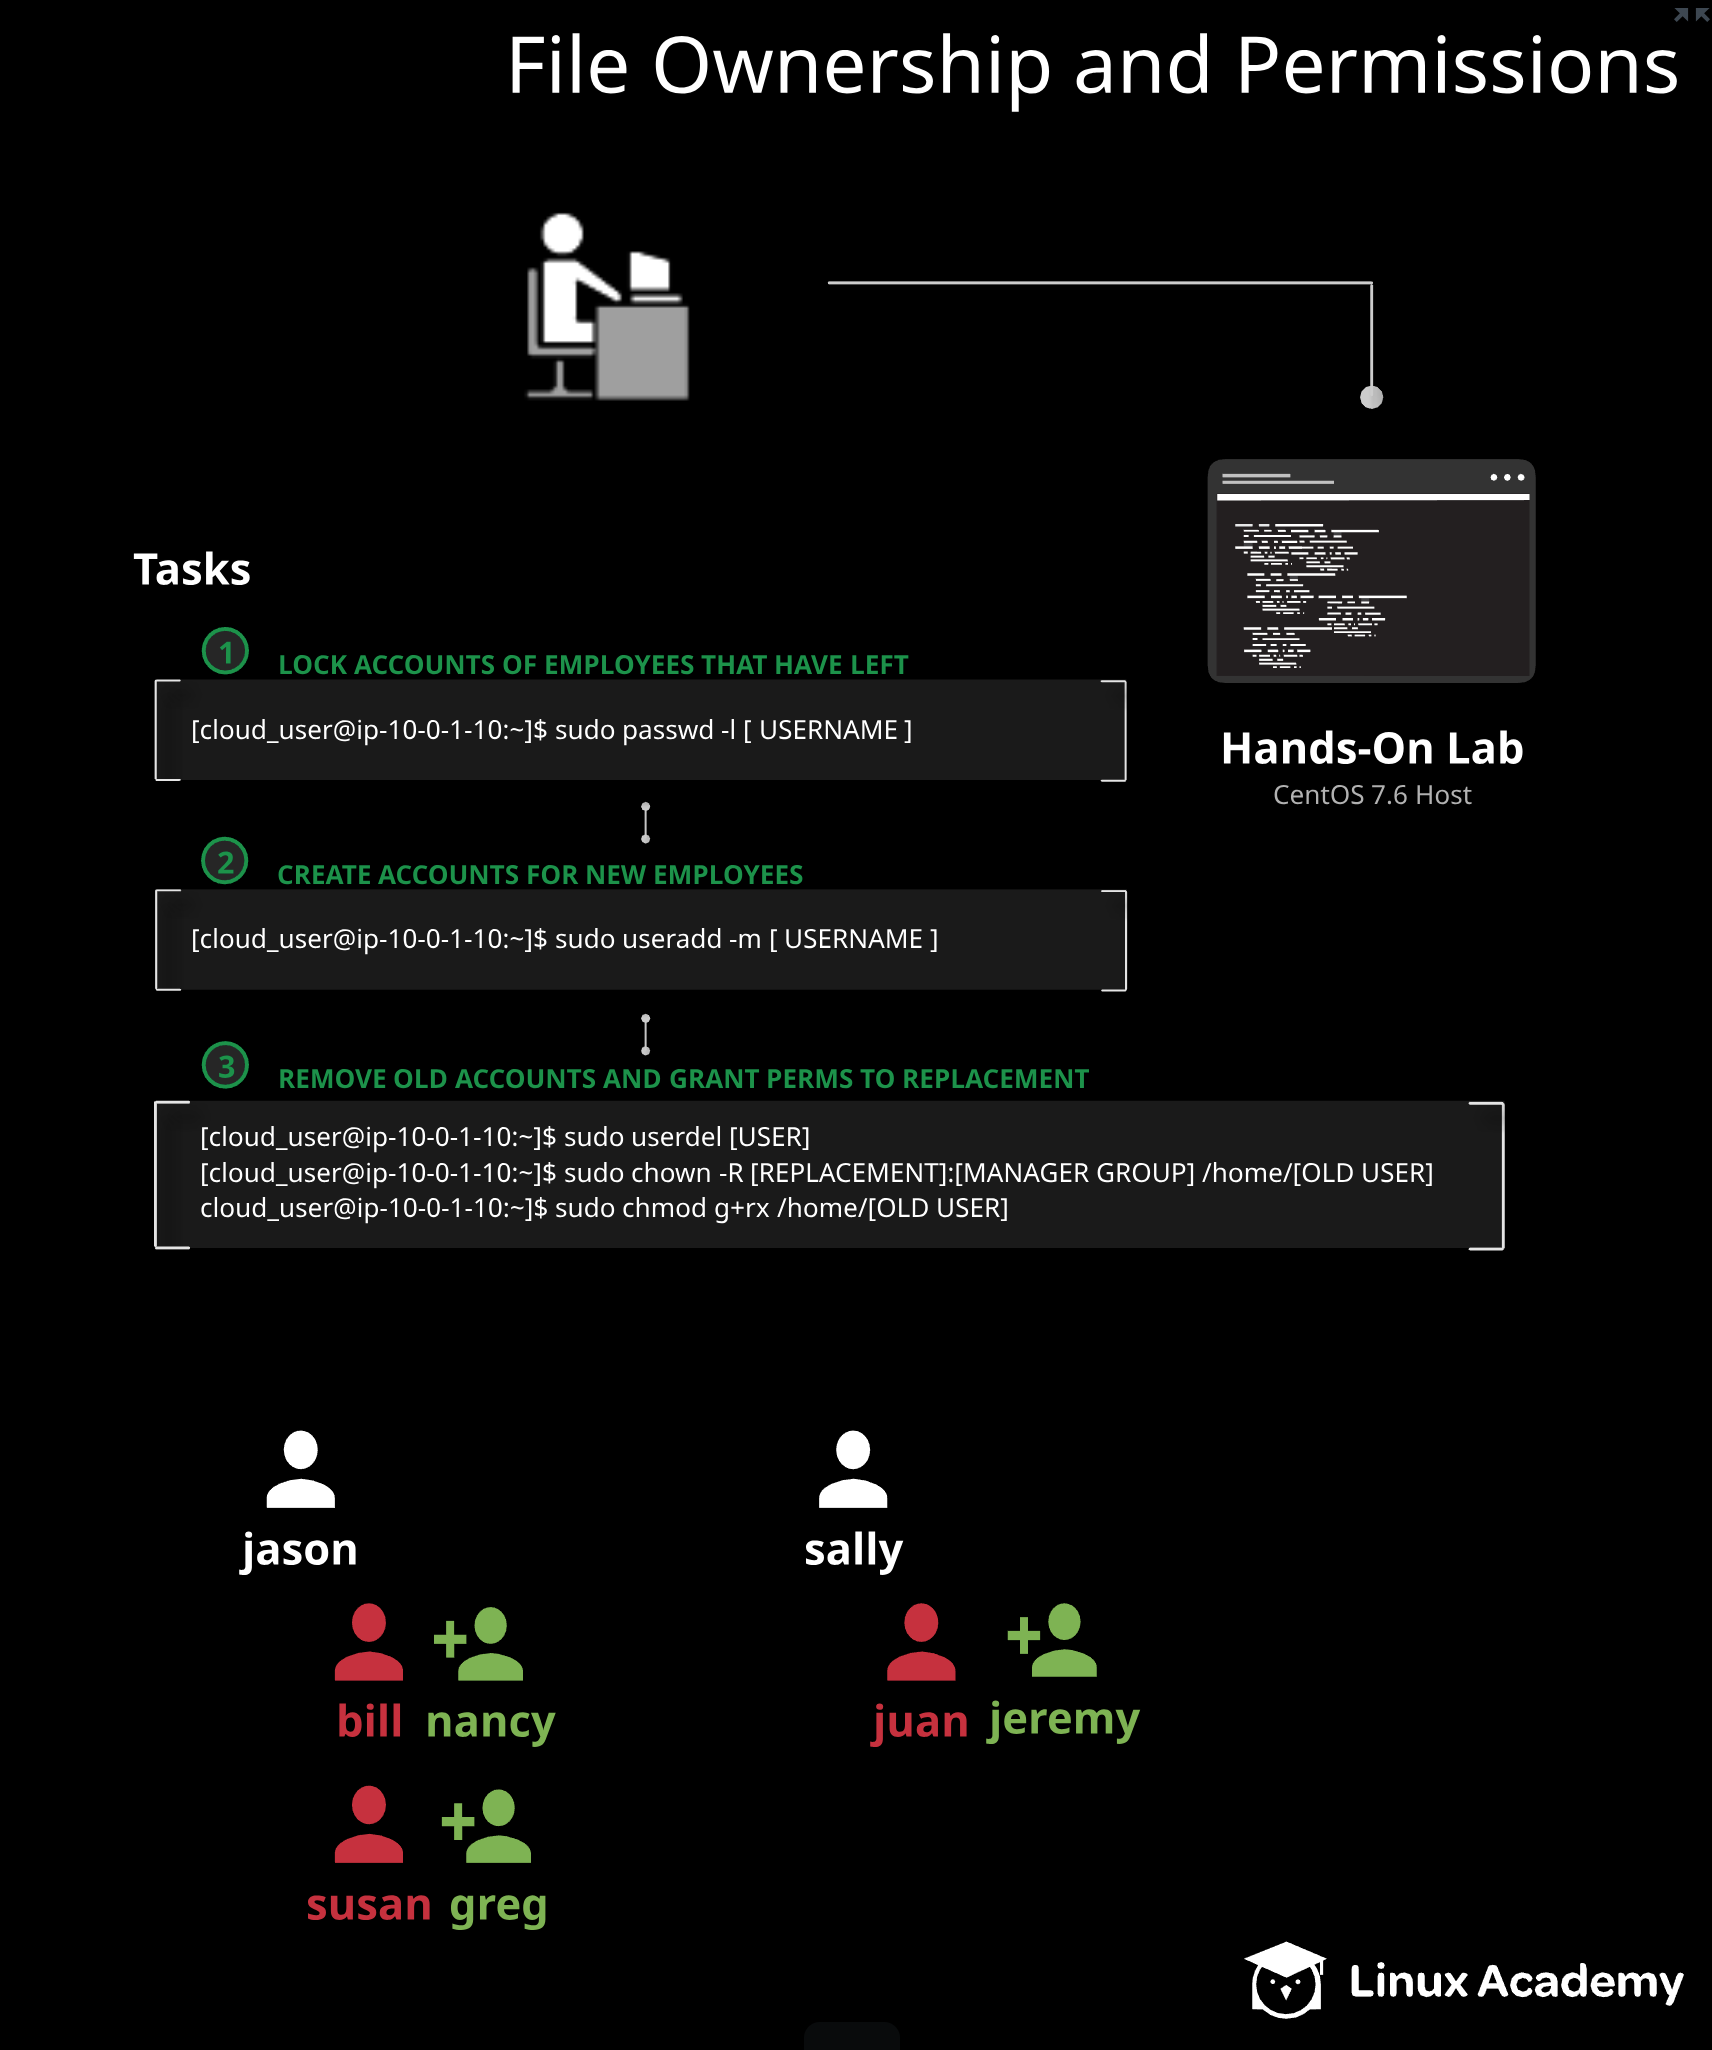 File Ownership and Permissions
Tasks
1
LOCK ACCOUNTS OF EMPLOYEES THAT HAVE LEFT
[cloud_user@ip-10-0-1-10:~]$ sudo passwd -l [ USERNAME ]
Hands-On Lab
CentOS 7.6 Host
2
CREATE ACCOUNTS FOR NEW EMPLOYEES
[cloud_user@ip-10-0-1-10:~]$ sudo useradd -m [ USERNAME ]
3
REMOVE OLD ACCOUNTS AND GRANT PERMS TO REPLACEMENT
[cloud_user@ip-10-0-1-10:~]$ sudo userdel [USER]
[cloud_user@ip-10-0-1-10:~]$ sudo chown -R [REPLACEMENT]:[MANAGER GROUP] /home/[OLD USER]
cloud_user@ip-10-0-1-10:~]$ sudo chmod g+rx /home/[OLD USER]
jason
sally
bill nancy
juan jeremy
susan greg
Linux Academy